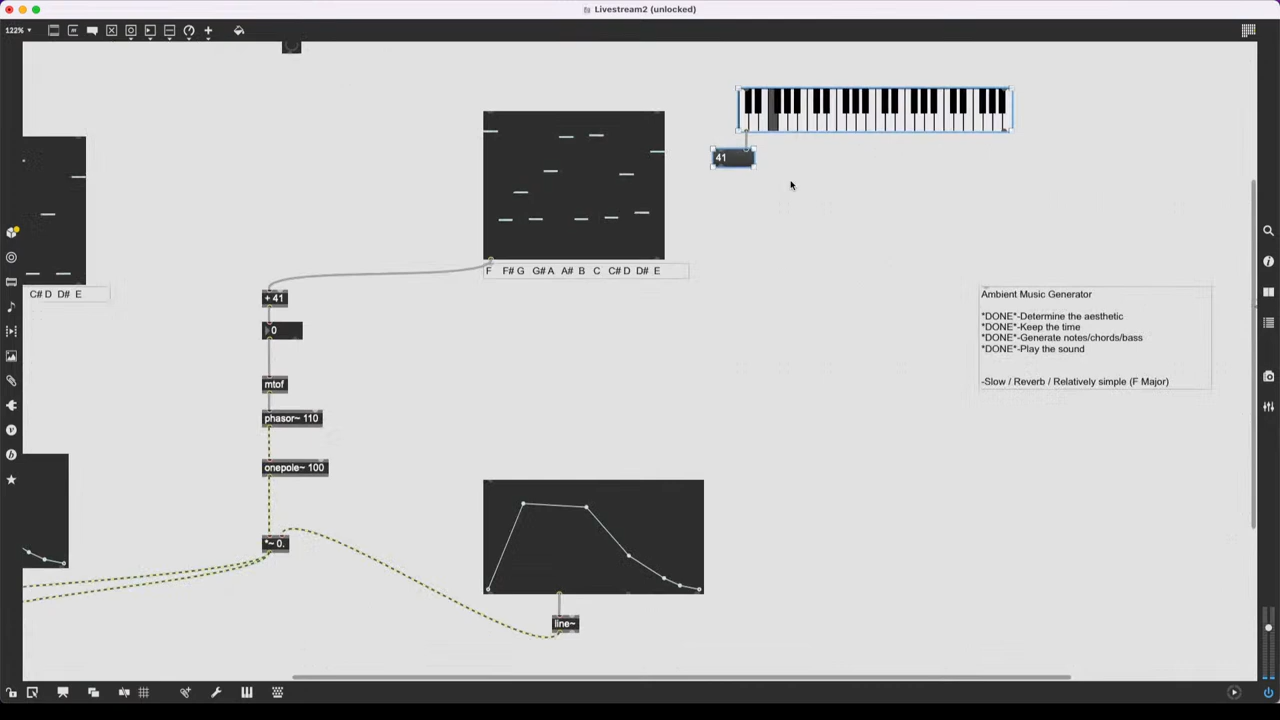 Livestream2 (unlocked)
122%
41
F F# G G# A A# B C C# D D# E
C# D D# E
+ 41
0
mtof
phasor~ 110
onepole~ 100
*~ 0.
line~
Ambient Music Generator
*DONE*-Determine the aesthetic
*DONE*-Keep the time
*DONE*-Generate notes/chords/bass
*DONE*-Play the sound
-Slow / Reverb / Relatively simple (F Major)